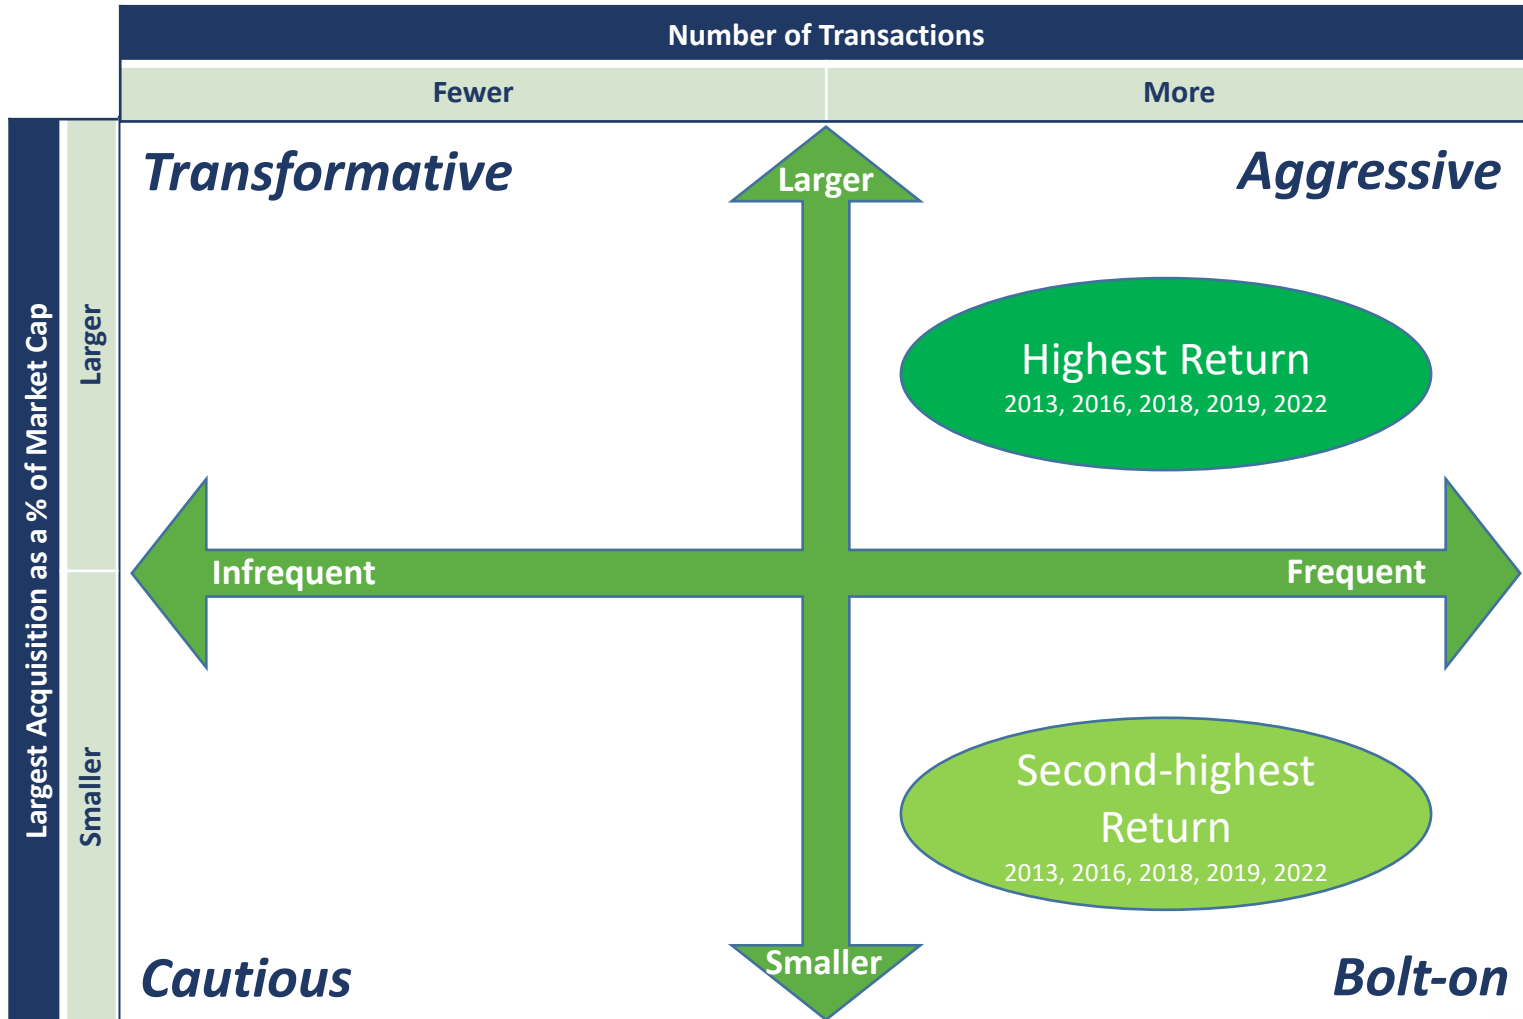 Number of Transactions
Fewer
More
Largest Acquisition as a % of Market Cap
Larger
Smaller
Transformative
Aggressive
Larger
Highest Return
2013, 2016, 2018, 2019, 2022
Infrequent
Frequent
Second-highest
Return
2013, 2016, 2018, 2019, 2022
Smaller
Cautious
Bolt-on